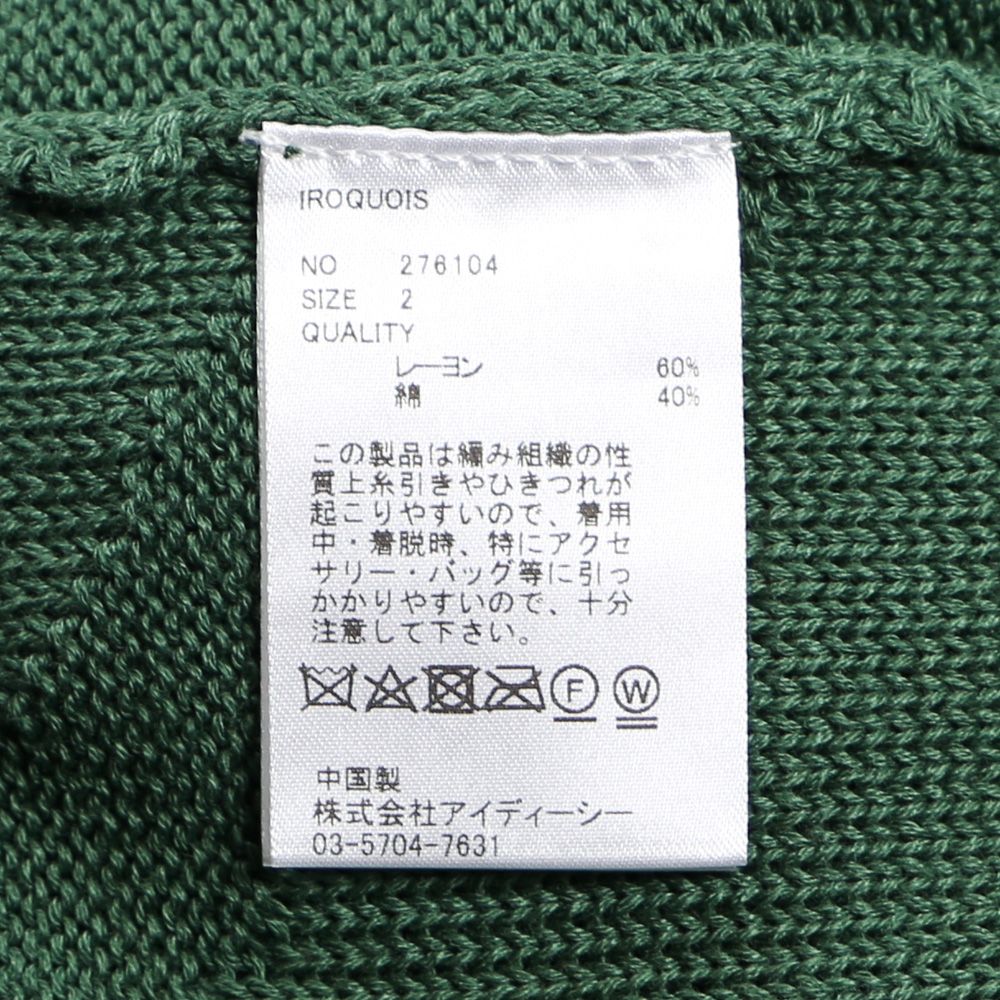 IROQUOIS
NO 276104
SIZE 2
QUALITY
レーヨン 60%
綿 40%
この製品は編み組織の性
質上糸引きやひきつれが
起こりやすいので、着用
中・着脱時、特にアクセ
サリー・バッグ等に引っ
かかりやすいので、十分
注意して下さい。
F W
中国製
株式会社アイディーシー
03-5704-7631